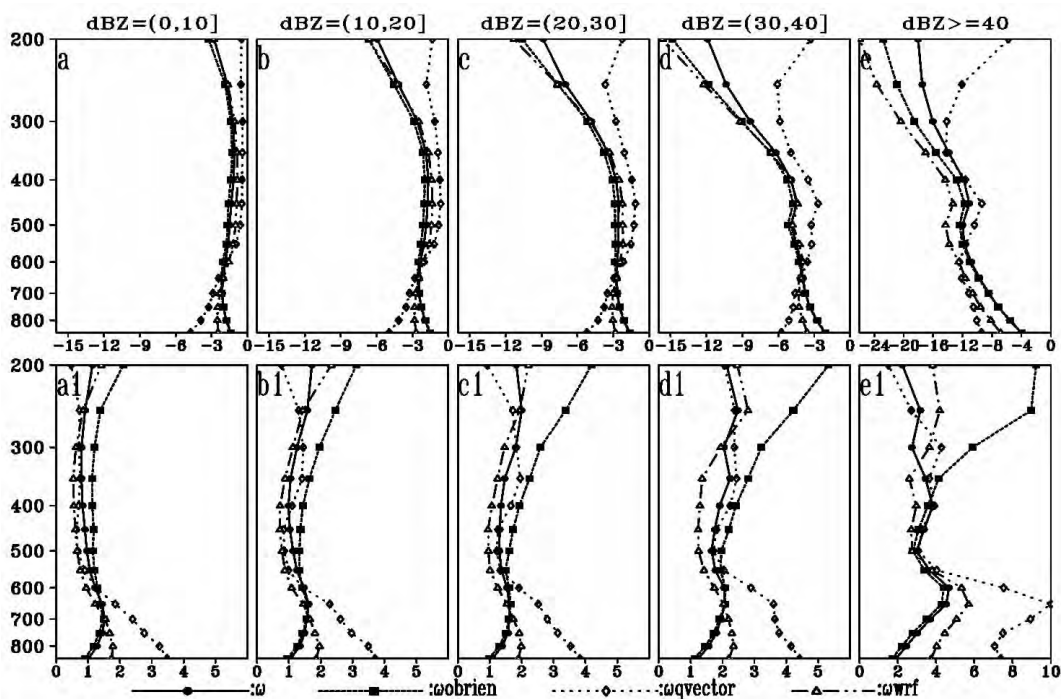 dBZ=(0,10] dBZ=(10,20] dBZ=(20,30] dBZ=(30,40] dBZ>=40
200 a b c d e
300
400
500
600
700
800
-15 -12 -9 -6 -3 0 -15 -12 -9 -6 -3 0 -15 -12 -9 -6 -3 0 -15 -12 -9 -6 -3 0 -24 -20 -16 -12 -8 -4 0
200 a1 b1 c1 d1 e1
300
400
500
600
700
800
0 1 2 3 4 5 0 1 2 3 4 5 0 1 2 3 4 5 0 1 2 3 4 5 0 2 4 6 8 10
:ω :ωobrien :ωqvector :ωwrf